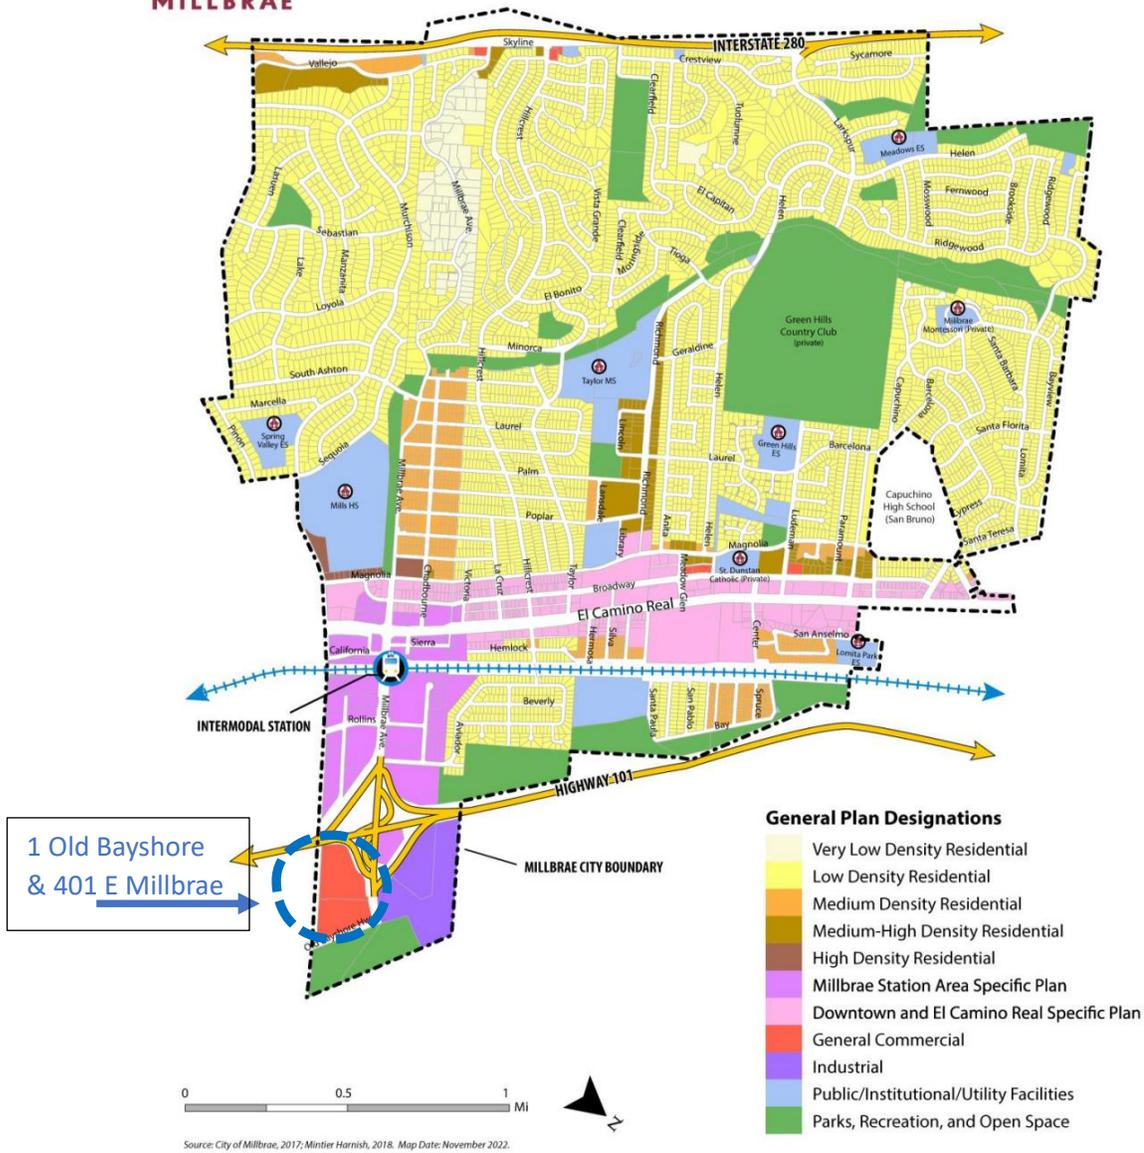 MILLBRAE
Skyline
INTERSTATE 280
Vallejo
Crestview
Sycamore
Clearfield
Tuolumne
Hillcrest
Larkspur
Meadows ES
Helen
Lasuen
Millbrae Ave.
Murchison
Vista Grande
El Capitan
Helen
Mosswood
Fernwood
Brookside
Ridgewood
Sebastian
Clearfield
Morningside
Tioga
Ridgewood
Lake
Manzanita
Loyola
El Bonito
Green Hills
Country Club
(private)
Millbrae
Montessori (Private)
Minorca
Richmond
Geraldine
Santa Barbara
Hillcrest
Taylor MS
Helen
South Ashton
Capuchino
Barcelona
Bayview
Marcella
Pinon
Spring
Valley ES
Sequoia
Laurel
Lincoln
Green Hills
ES
Barcelona
Santa Florita
Laurel
Lomita
Millbrae Ave.
Palm
Richmond
Mills HS
Lansdale
Poplar
Capuchino
High School
(San Bruno)
Cypress
Santa Teresa
Library
Anita
Helen
Ludeman
Paramount
Magnolia
St. Dunstan
Catholic (Private)
Magnolia
Chadbourne
Victoria
La Cruz
Hillcrest
Taylor
Broadway
Meadow Glen
El Camino Real
California
Sierra
Hemlock
Hermosa
Silva
Center
San Anselmo
Lomita Park
ES
INTERMODAL STATION
Rollins
Millbrae Ave.
Aviador
Beverly
Santa Paula
San Pablo
Bay
Spruce
HIGHWAY 101
1 Old Bayshore
& 401 E Millbrae
MILLBRAE CITY BOUNDARY
Old Bayshore Hwy
General Plan Designations
Very Low Density Residential
Low Density Residential
Medium Density Residential
Medium-High Density Residential
High Density Residential
Millbrae Station Area Specific Plan
Downtown and El Camino Real Specific Plan
General Commercial
Industrial
Public/Institutional/Utility Facilities
Parks, Recreation, and Open Space
0 0.5 1
Mi
N
Source: City of Millbrae, 2017; Mintier Harnish, 2018. Map Date: November 2022.